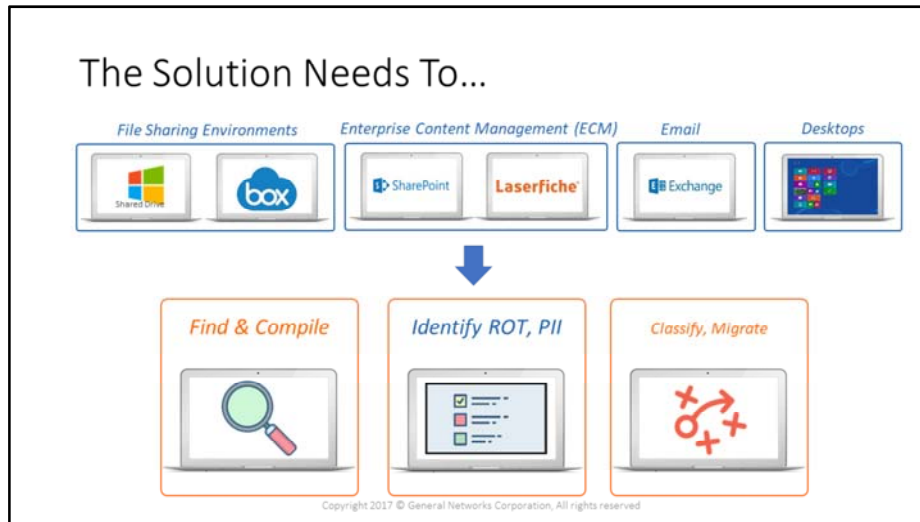 The Solution Needs To...
File Sharing Environments
Enterprise Content Management (ECM)
Email
Desktops
Shared Drive
box
S SharePoint
Laserfiche®
E Exchange
Find & Compile
Identify ROT, PII
Classify, Migrate
Copyright 2017 © General Networks Corporation, All rights reserved